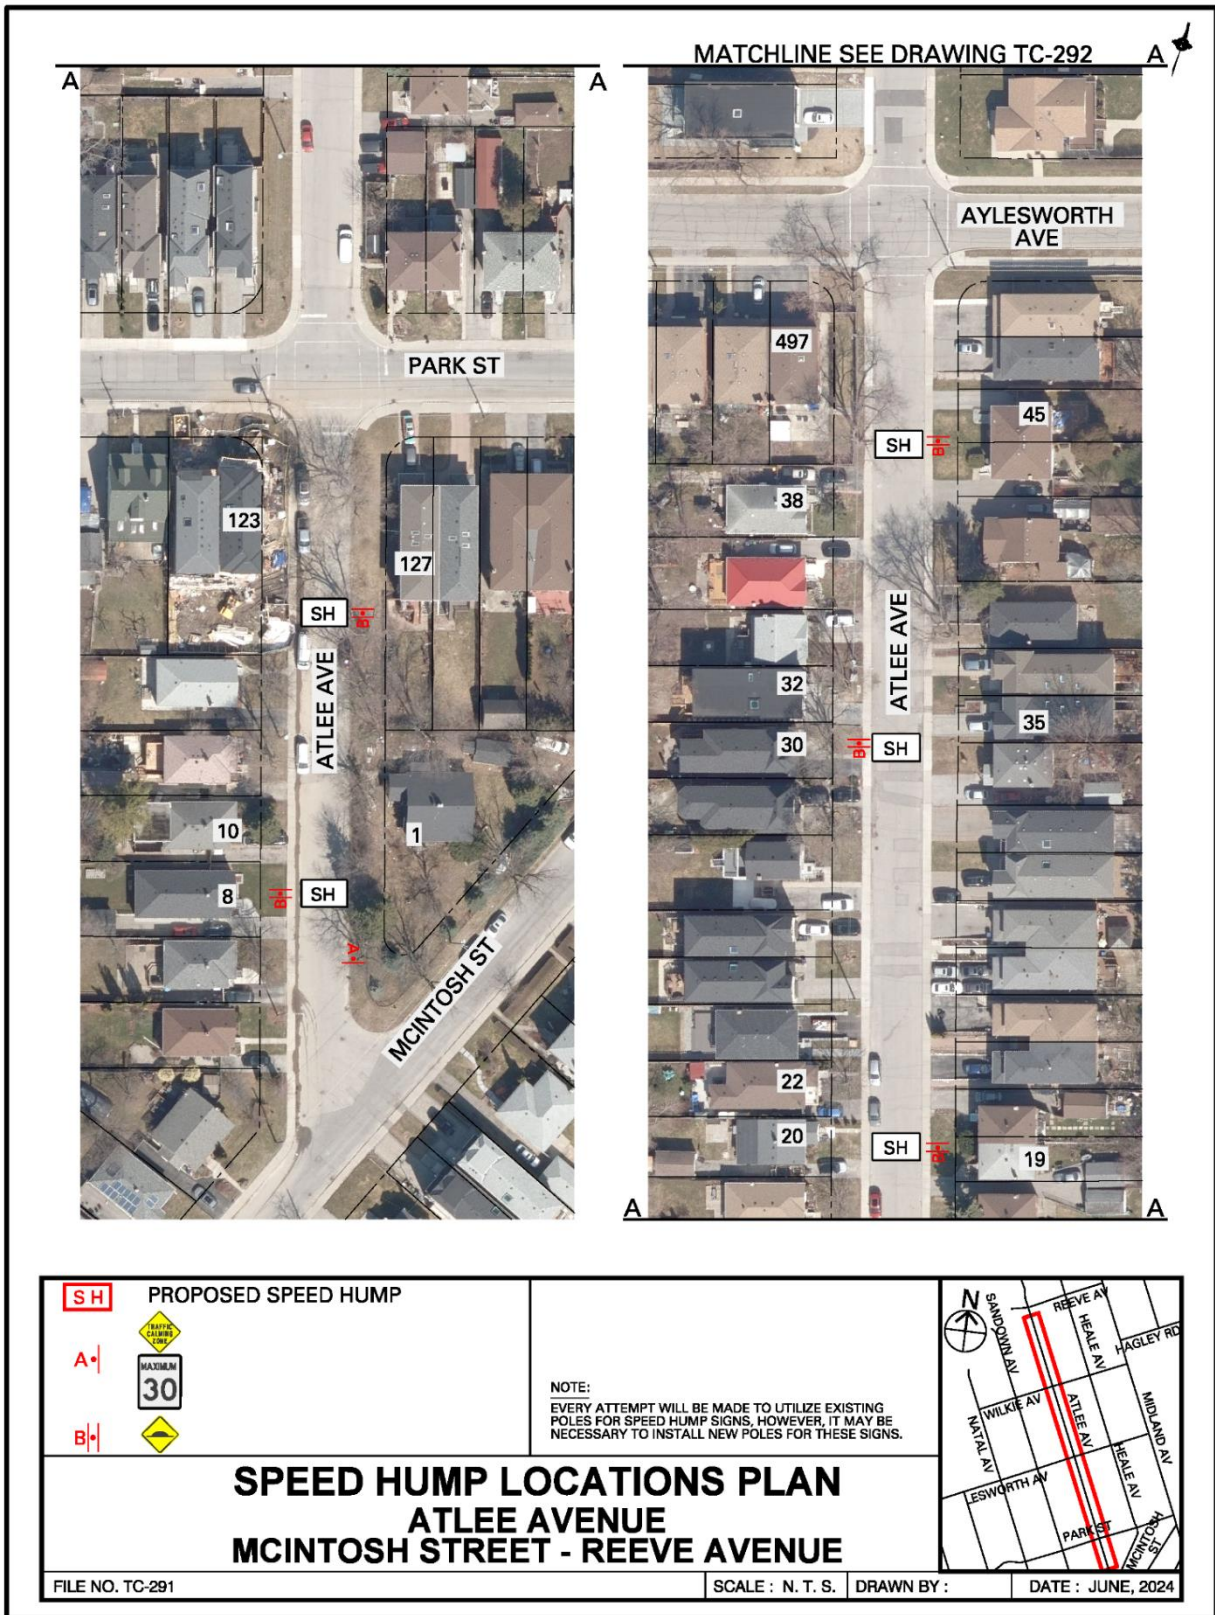 MATCHLINE SEE DRAWING TC-292
A
A
A
PARK ST
123
127
SH
B
ATLEE AVE
10
1
8
B
SH
A
MCINTOSH ST
AYLESWORTH
AVE
497
45
SH
B
38
ATLEE AVE
32
35
30
B
SH
22
20
SH
B
19
A
A
SH
PROPOSED SPEED HUMP
TRAFFIC
CALMING
ZONE
A
MAXIMUM
30
B
NOTE:
EVERY ATTEMPT WILL BE MADE TO UTILIZE EXISTING
POLES FOR SPEED HUMP SIGNS, HOWEVER, IT MAY BE
NECESSARY TO INSTALL NEW POLES FOR THESE SIGNS.
N
SANDOWN AV
REEVE AV
HEALE AV
HAGLEY RD
WILKIE AV
ATLEE AV
MIDLAND AV
NATAL AV
ESWORTH AV
HEALE AV
PARK ST
MCINTOSH
ST
SPEED HUMP LOCATIONS PLAN
ATLEE AVENUE
MCINTOSH STREET - REEVE AVENUE
FILE NO. TC-291
SCALE : N. T. S.
DRAWN BY :
DATE : JUNE, 2024